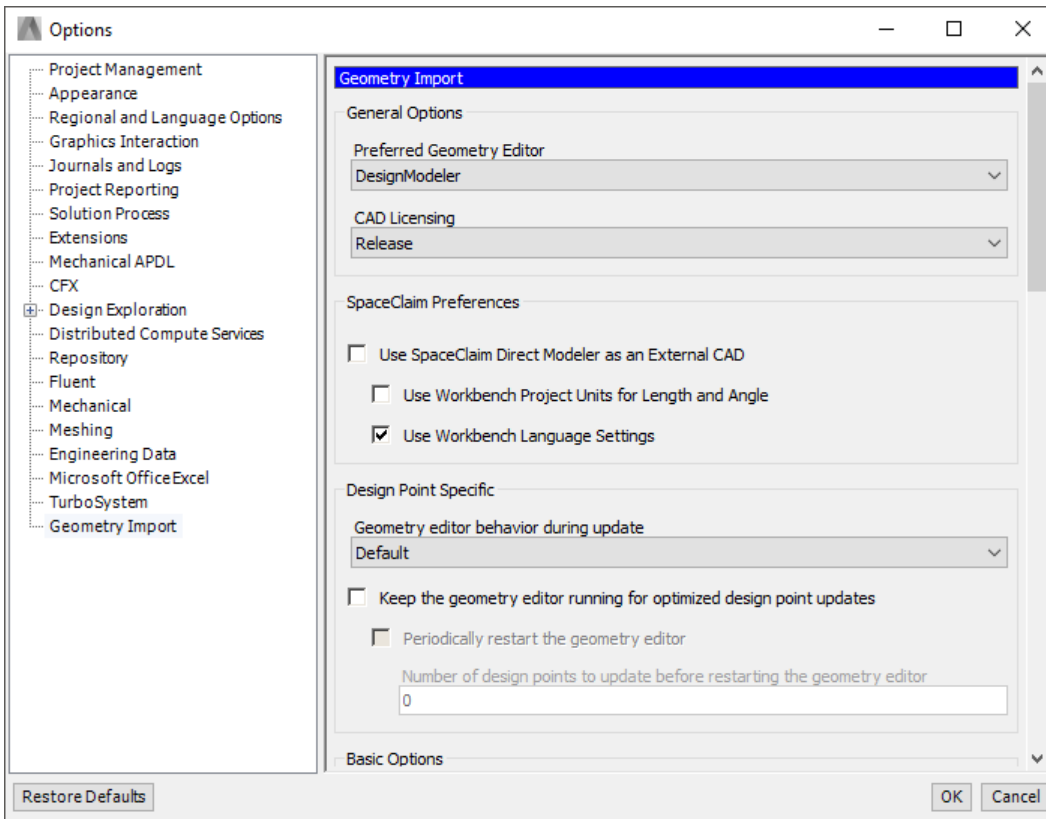 Options
Project Management
Appearance
Regional and Language Options
Graphics Interaction
Journals and Logs
Project Reporting
Solution Process
Extensions
Mechanical APDL
CFX
Design Exploration
Distributed Compute Services
Repository
Fluent
Mechanical
Meshing
Engineering Data
Microsoft Office Excel
TurboSystem
Geometry Import
Geometry Import
General Options
Preferred Geometry Editor
DesignModeler
CAD Licensing
Release
SpaceClaim Preferences
Use SpaceClaim Direct Modeler as an External CAD
Use Workbench Project Units for Length and Angle
Use Workbench Language Settings
Design Point Specific
Geometry editor behavior during update
Default
Keep the geometry editor running for optimized design point updates
Periodically restart the geometry editor
Number of design points to update before restarting the geometry editor
0
Basic Options
Restore Defaults
OK
Cancel